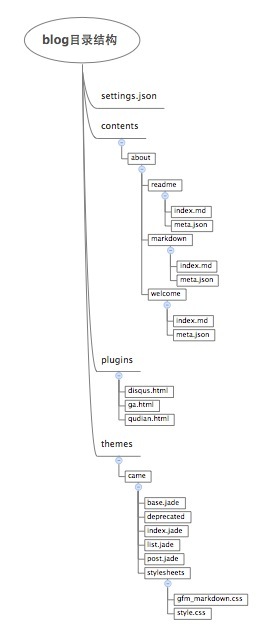 blog目录结构
settings.json
contents
about
readme
index.md
meta.json
markdown
index.md
meta.json
welcome
index.md
meta.json
plugins
disqus.html
ga.html
qudian.html
themes
came
base.jade
deprecated
index.jade
list.jade
post.jade
stylesheets
gfm_markdown.css
style.css